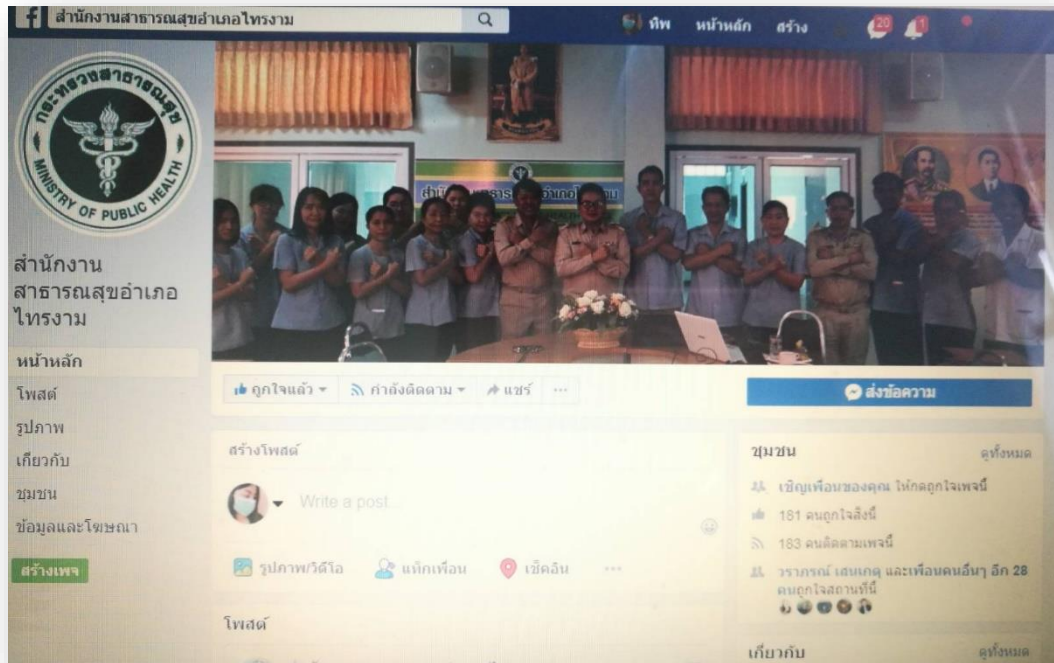 สำนักงานสาธารณสุขอำเภอไทรงาม
ทิพ หน้าหลัก สร้าง 20 1
กระทรวงสาธารณสุข
MINISTRY OF PUBLIC HEALTH
สำนักงาน
สาธารณสุขอำเภอ
ไทรงาม
หน้าหลัก
โพสต์
รูปภาพ
เกี่ยวกับ
ชุมชน
ข้อมูลและโฆษณา
สร้างเพจ
ถูกใจแล้ว กำลังติดตาม แชร์ ...
ส่งข้อความ
สร้างโพสต์
Write a post...
รูปภาพ/วิดีโอ แท็กเพื่อน เช็คอิน ...
โพสต์
ชุมชน ดูทั้งหมด
เชิญเพื่อนของคุณ ให้กดถูกใจเพจนี้
181 คนถูกใจสิ่งนี้
183 คนติดตามเพจนี้
วราภรณ์ เสนเกตุ และเพื่อนคนอื่นๆ อีก 28
คนถูกใจสถานที่นี้
เกี่ยวกับ ดูทั้งหมด